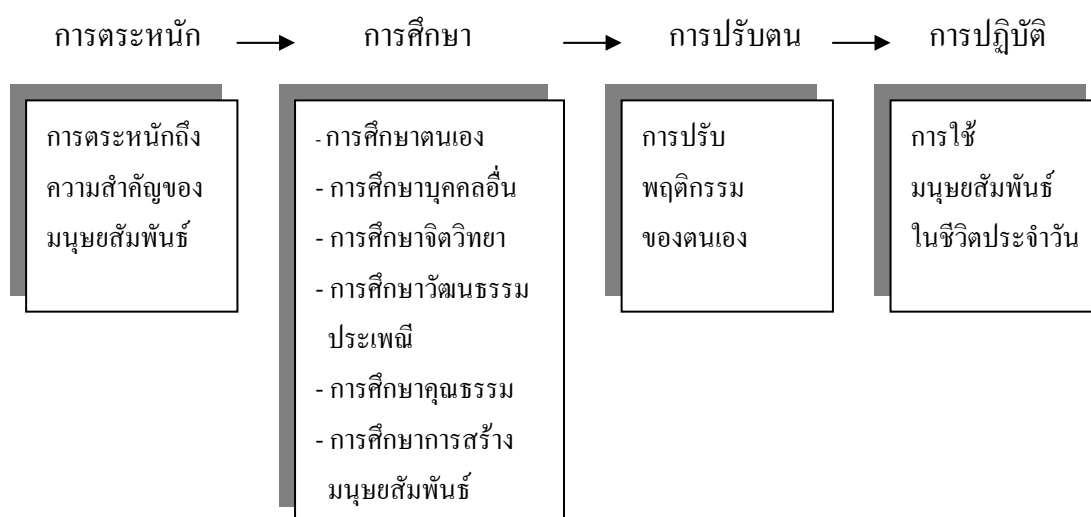 การตระหนัก การศึกษา การปรับตน การปฏิบัติ
การตระหนักถึง
ความสำคัญของ
มนุษยสัมพันธ์
- การศึกษาตนเอง
- การศึกษาบุคคลอื่น
- การศึกษาจิตวิทยา
- การศึกษาวัฒนธรรม
ประเพณี
- การศึกษาคุณธรรม
- การศึกษาการสร้าง
มนุษยสัมพันธ์
การปรับ
พฤติกรรม
ของตนเอง
การใช้
มนุษยสัมพันธ์
ในชีวิตประจำวัน